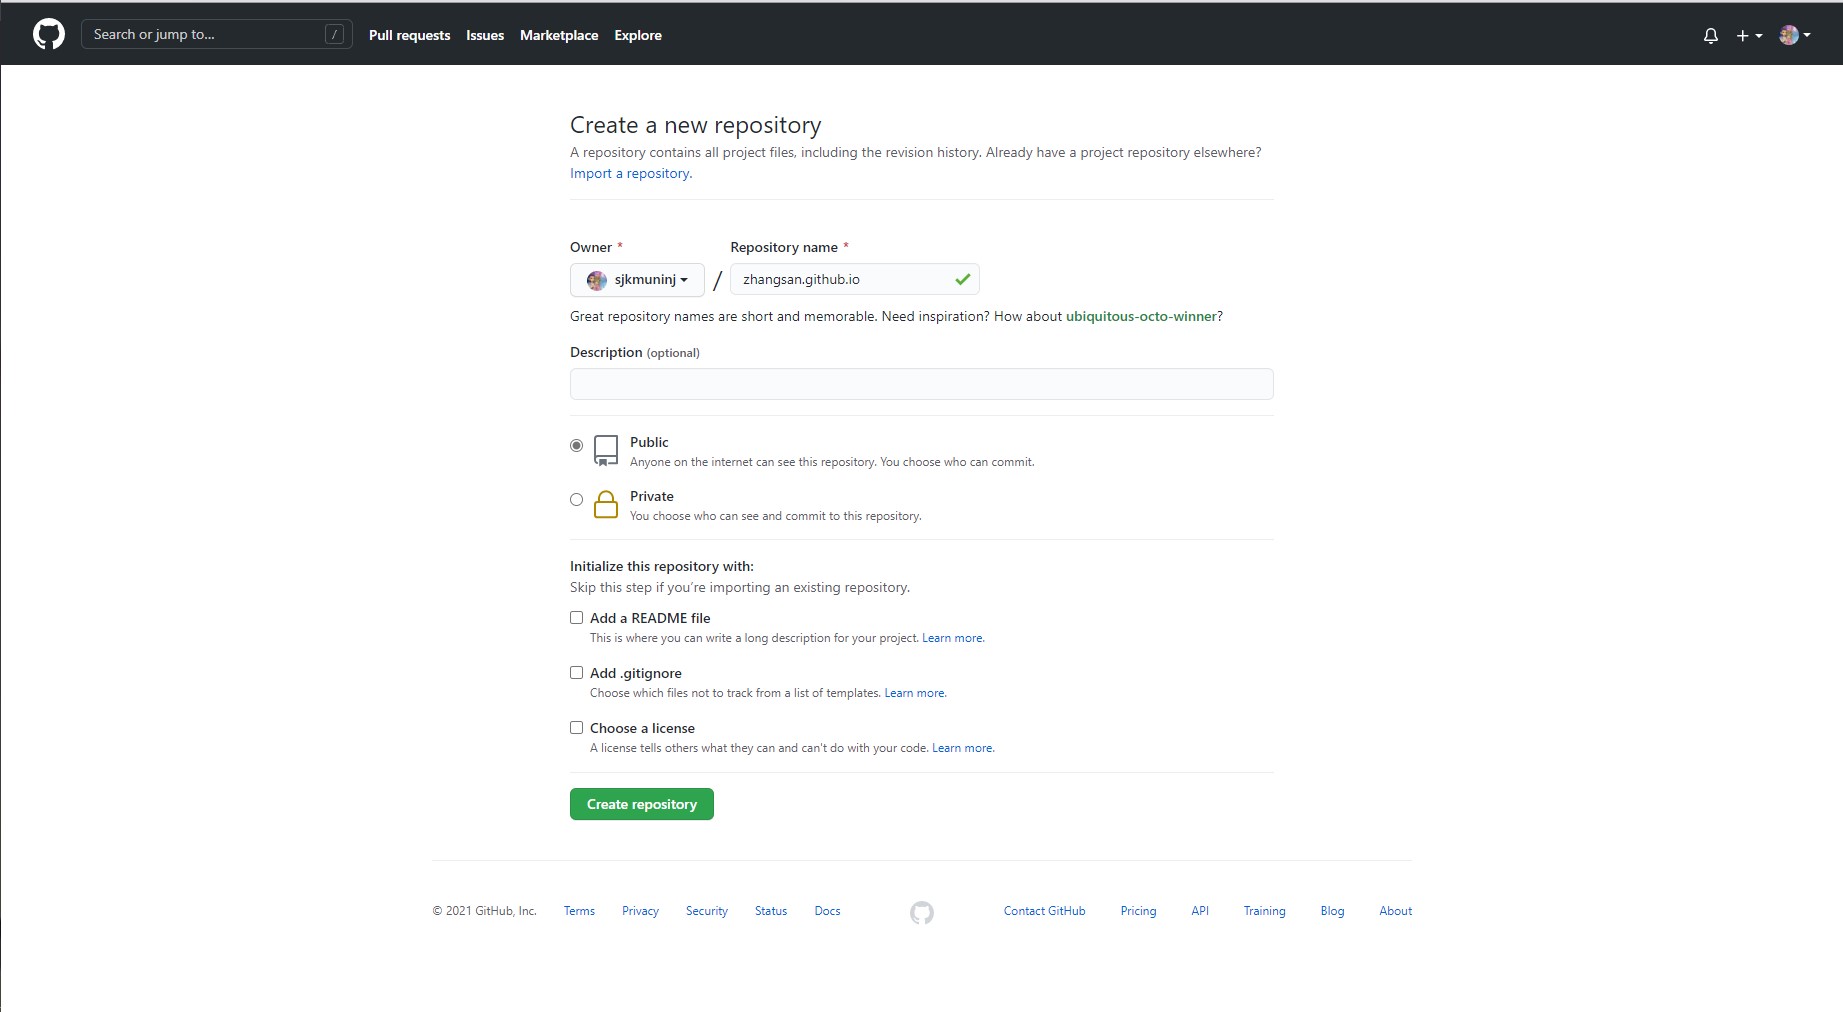 Search or jump to... /
Pull requests Issues Marketplace Explore
Create a new repository
A repository contains all project files, including the revision history. Already have a project repository elsewhere?
Import a repository.
Owner * Repository name *
sjkmuninj / zhangsan.github.io
Great repository names are short and memorable. Need inspiration? How about ubiquitous-octo-winner?
Description (optional)
Public
Anyone on the internet can see this repository. You choose who can commit.
Private
You choose who can see and commit to this repository.
Initialize this repository with:
Skip this step if you're importing an existing repository.
Add a README file
This is where you can write a long description for your project. Learn more.
Add .gitignore
Choose which files not to track from a list of templates. Learn more.
Choose a license
A license tells others what they can and can't do with your code. Learn more.
Create repository
© 2021 GitHub, Inc. Terms Privacy Security Status Docs Contact GitHub Pricing API Training Blog About